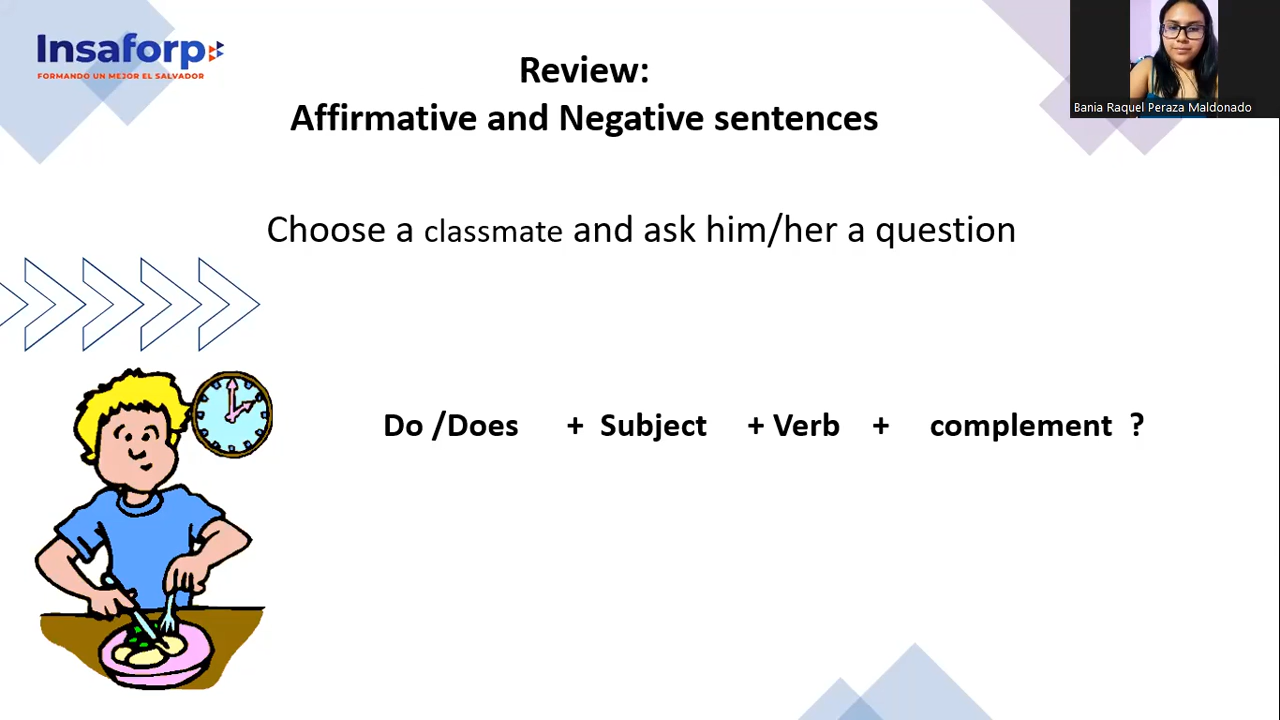 Insaforp
FORMANDO UN MEJOR EL SALVADOR
Review:
Affirmative and Negative sentences
Bania Raquel Peraza Maldonado
Choose a classmate and ask him/her a question
Do /Does + Subject + Verb + complement ?